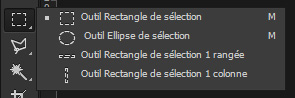 Outil Rectangle de sélection M
Outil Ellipse de sélection M
Outil Rectangle de sélection 1 rangée
Outil Rectangle de sélection 1 colonne